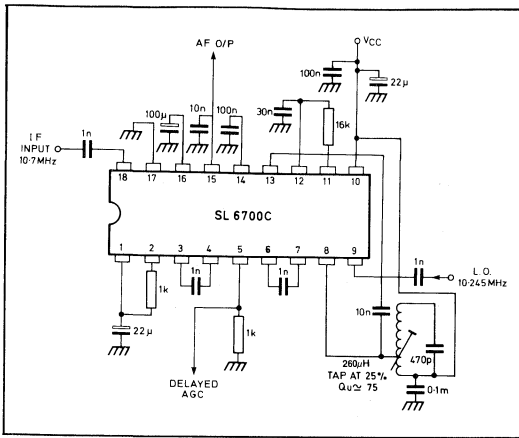 AF O/P
VCC
100n
22µ
100µ
10n
100n
30n
16k
I F
INPUT
10·7MHz
1n
18
17
16
15
14
13
12
11
10
SL 6700C
1
2
3
4
5
6
7
8
9
1k
1n
1n
1n
L.O.
10·245 MHz
22µ
1k
10n
DELAYED
AGC
260µH
TAP AT 25%
Qu≃ 75
470p
0·1m